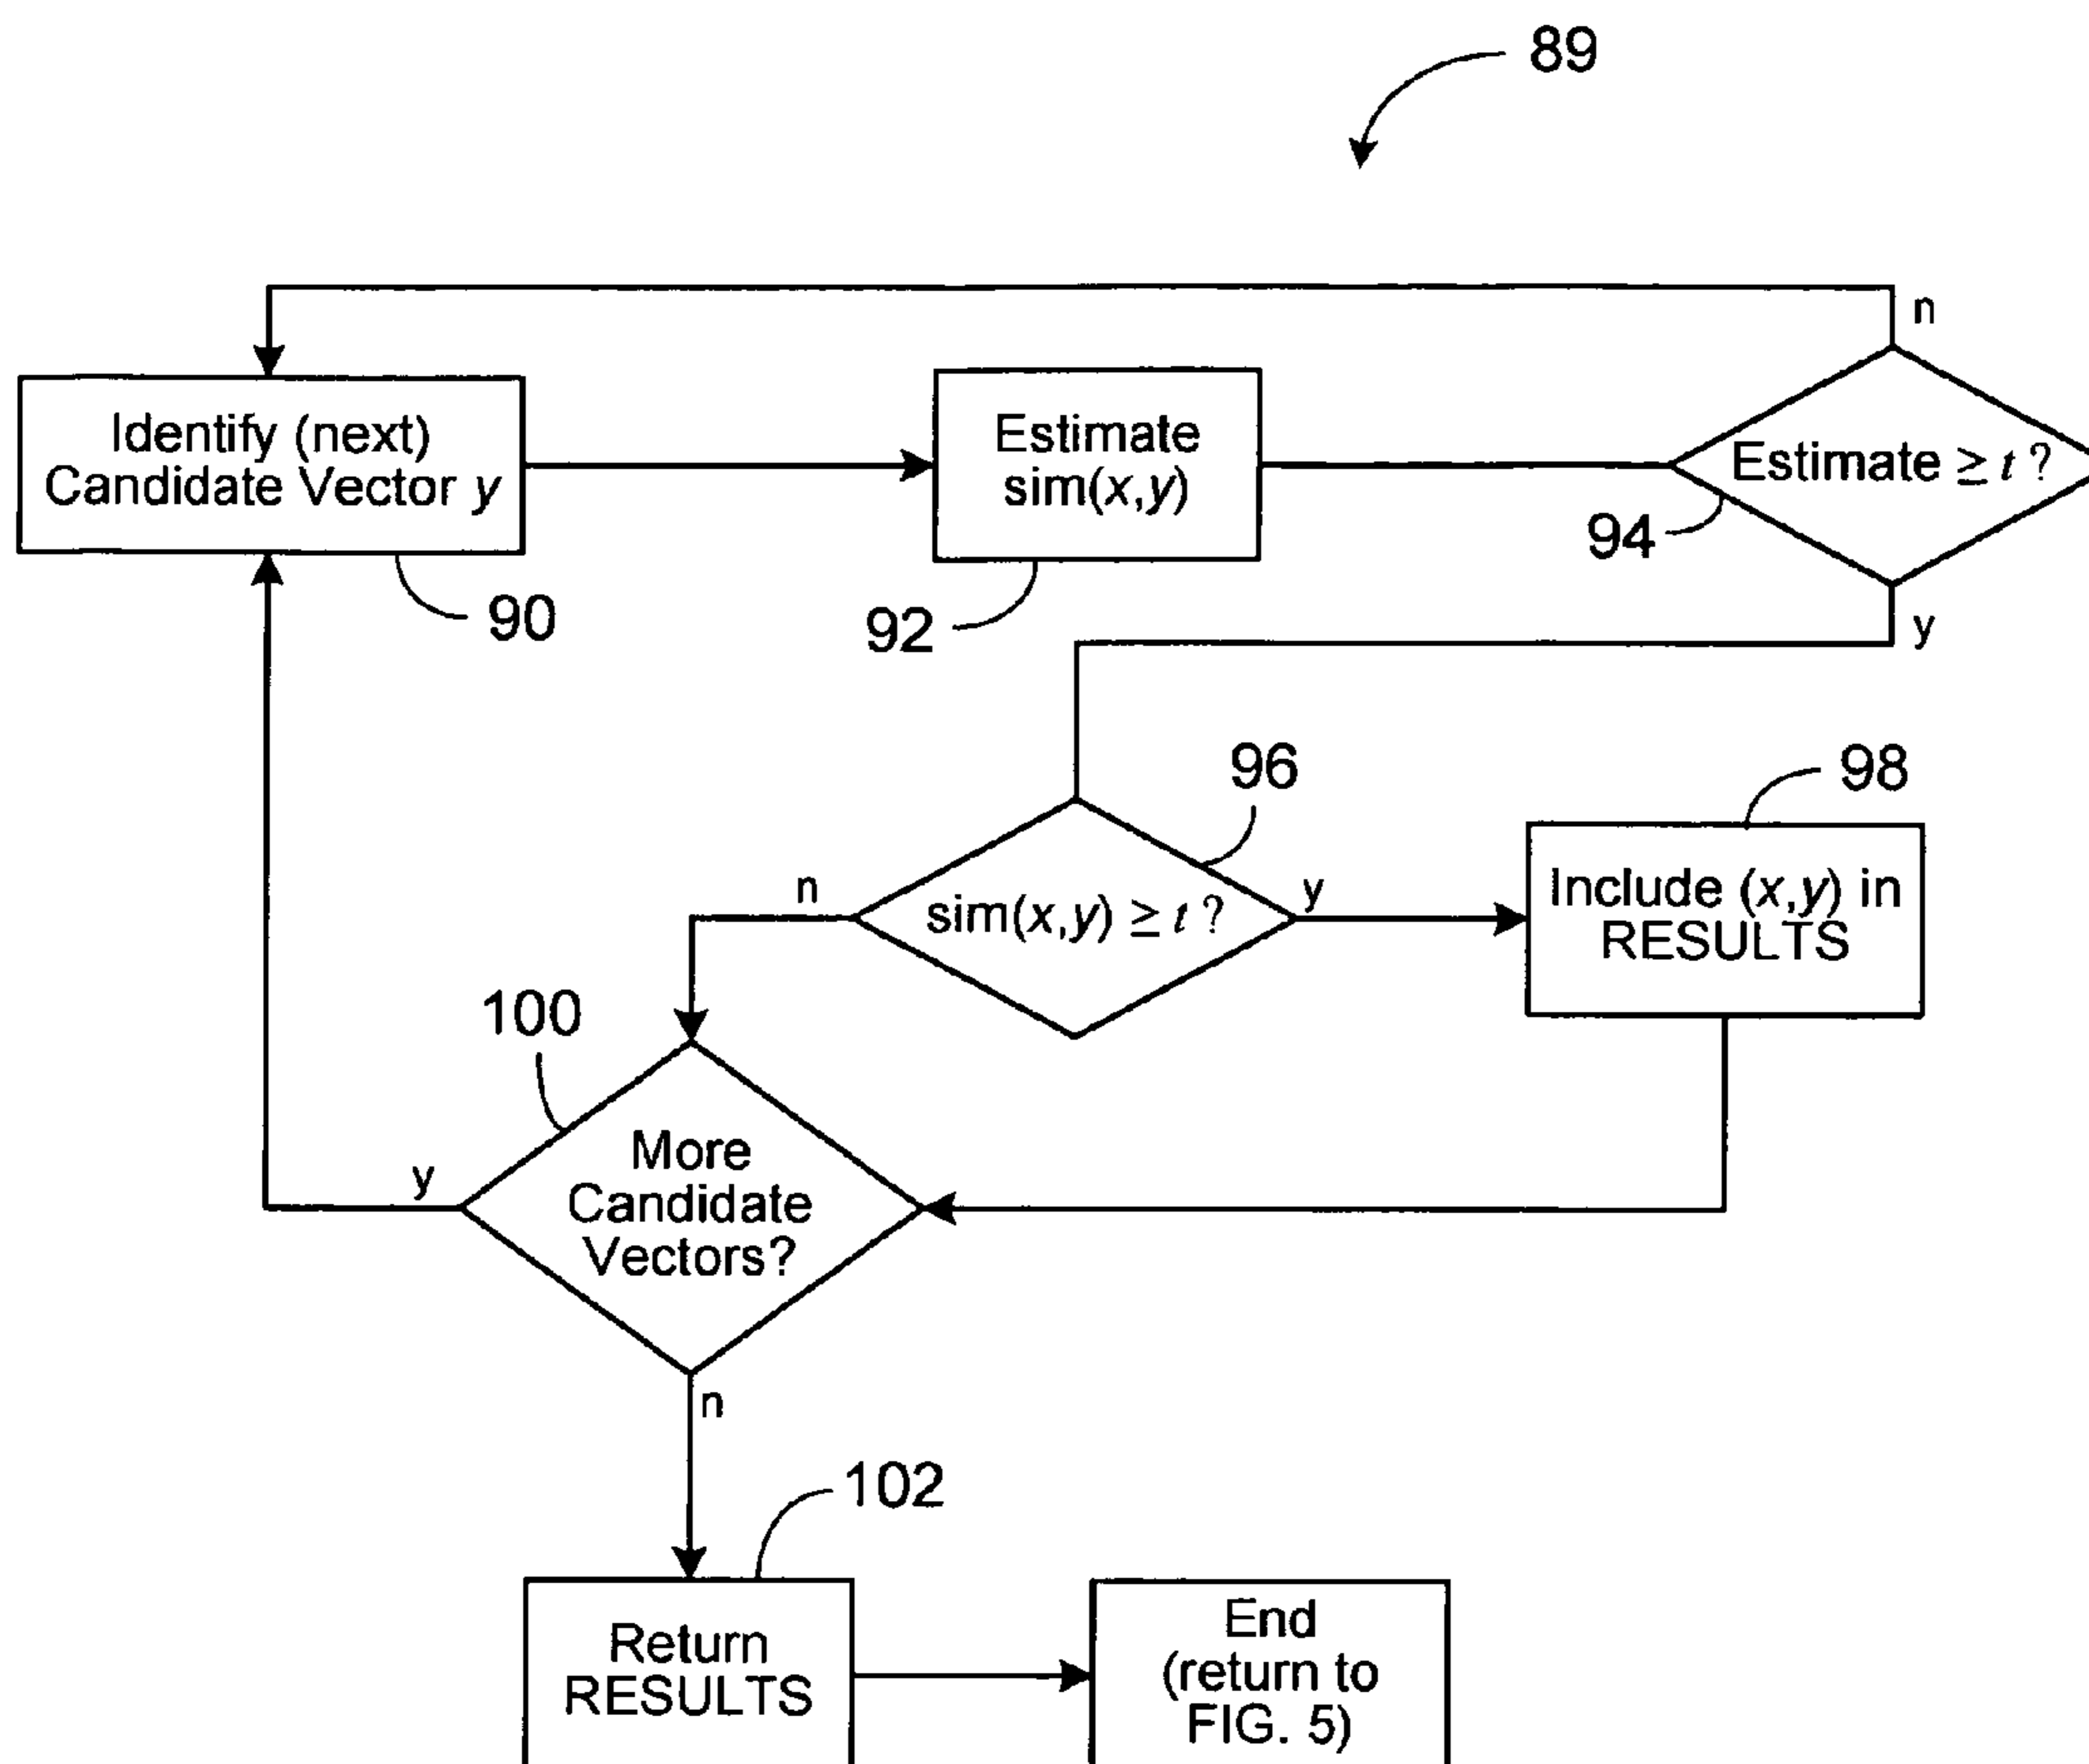 89
n
Identify (next)
Candidate Vector y
90
Estimate
sim(x,y)
92
Estimate ≥ t ?
94
y
96
sim(x,y) ≥ t ?
n
y
98
Include (x,y) in
RESULTS
100
More
Candidate
Vectors?
y
n
102
Return
RESULTS
End
(return to
FIG. 5)